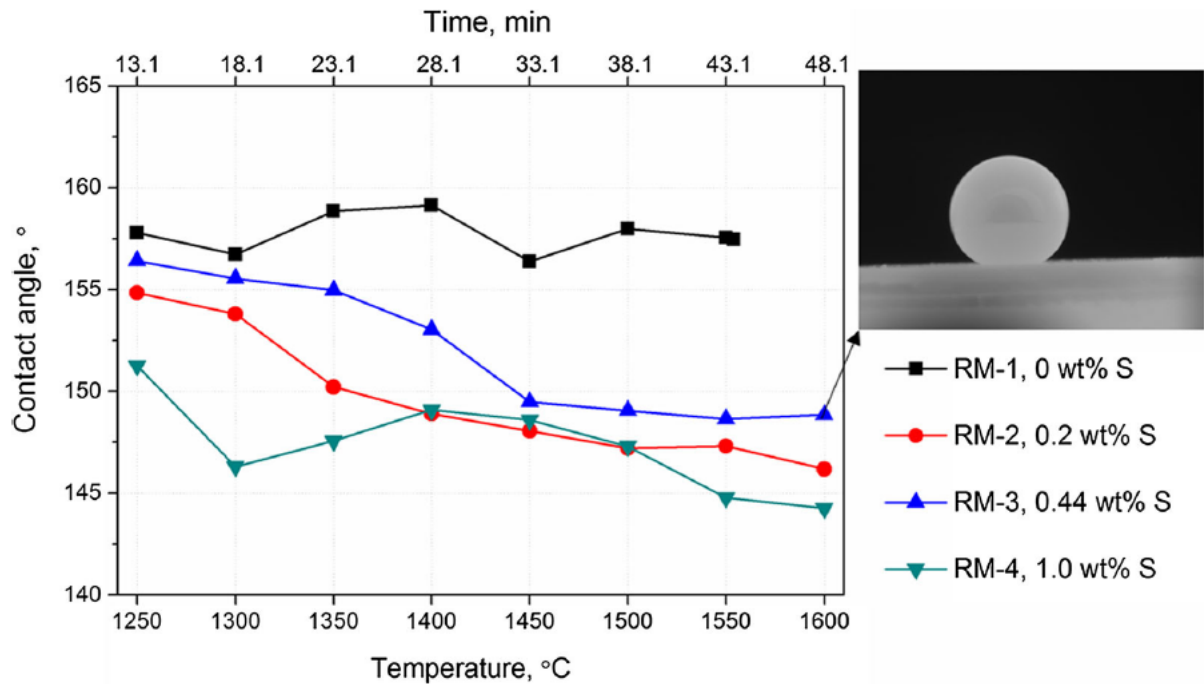 Time, min
13.1 18.1 23.1 28.1 33.1 38.1 43.1 48.1
165
160
155
150
145
140
Contact angle, °
1250 1300 1350 1400 1450 1500 1550 1600
Temperature, °C
RM-1, 0 wt% S
RM-2, 0.2 wt% S
RM-3, 0.44 wt% S
RM-4, 1.0 wt% S